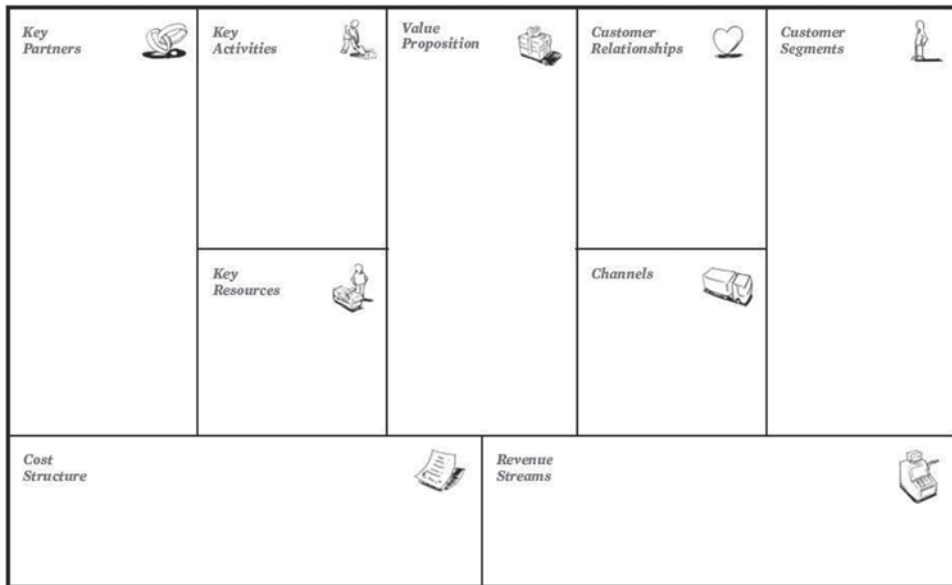 Key
Partners
Key
Activities
Value
Proposition
Customer
Relationships
Customer
Segments
Key
Resources
Channels
Cost
Structure
Revenue
Streams